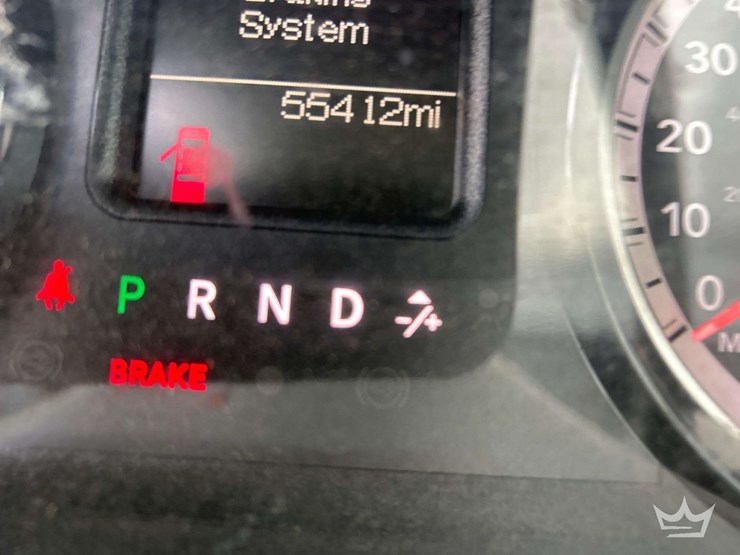 System
55412mi
P R N D -/+
BRAKE
30
20
10
0